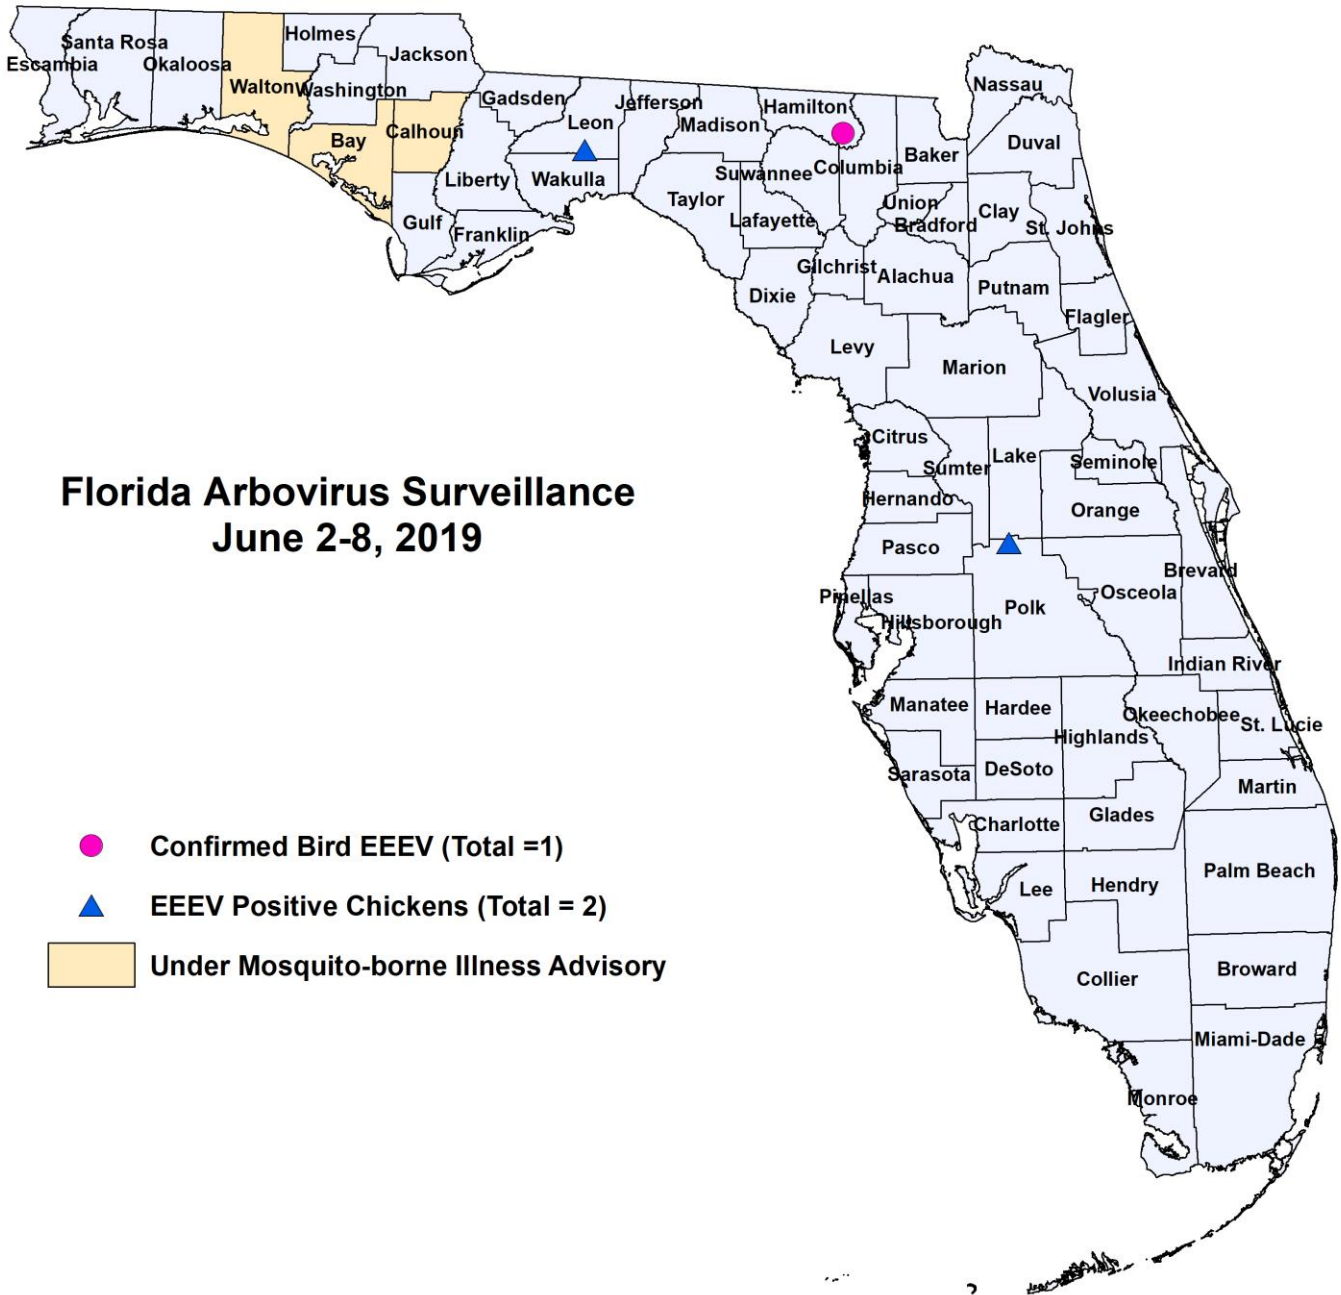 Holmes
Jackson
Santa Rosa
Escambia
Okaloosa
Walton
Washington
Bay
Calhoun
Gadsden
Leon
Jefferson
Madison
Hamilton
Nassau
Duval
Baker
Columbia
Suwannee
Liberty
Wakulla
Taylor
Lafayette
Gulf
Franklin
Union
Bradford
Clay
St. Johns
Gilchrist
Alachua
Putnam
Dixie
Flagler
Levy
Marion
Volusia
Citrus
Sumter
Lake
Seminole
Hernando
Orange
Florida Arbovirus Surveillance
June 2-8, 2019
Pasco
Brevard
Osceola
Pinellas
Hillsborough
Polk
Indian River
Manatee
Hardee
Highlands
Okeechobee
St. Lucie
Sarasota
DeSoto
Martin
Charlotte
Glades
Lee
Hendry
Palm Beach
Collier
Broward
Miami-Dade
Monroe
Confirmed Bird EEEV (Total =1)
EEEV Positive Chickens (Total = 2)
Under Mosquito-borne Illness Advisory